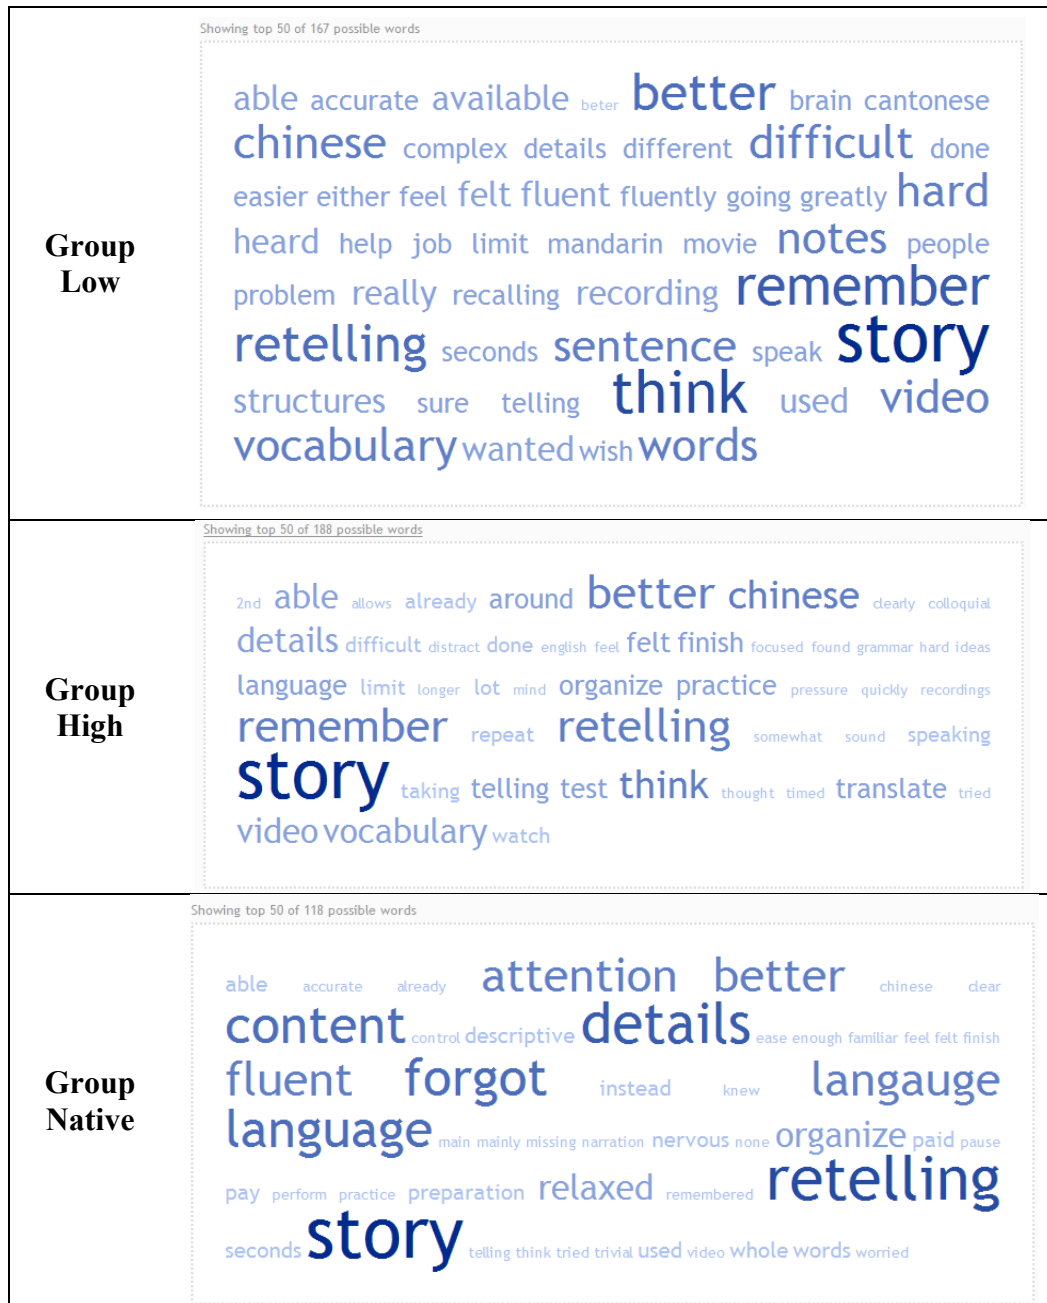 Showing top 50 of 167 possible words
able accurate available beter better brain cantonese
chinese complex details different difficult done
easier either feel felt fluent fluently going greatly hard
heard help job limit mandarin movie notes people
problem really recalling recording remember
retelling seconds sentence speak story
structures sure telling think used video
vocabulary wanted wish words
Group
Low
Showing top 50 of 188 possible words
2nd able allows already around better chinese clearly colloquial
details difficult distract done english feel felt finish focused found grammar hard ideas
language limit longer lot mind organize practice pressure quickly recordings
remember repeat retelling somewhat sound speaking
story taking telling test think thought timed translate tried
video vocabulary watch
Group
High
Showing top 50 of 118 possible words
able accurate already attention better chinese clear
content control descriptive details ease enough familiar feel felt finish
fluent forgot instead knew langauge
language main mainly missing narration nervous none organize paid pause
pay perform practice preparation relaxed remembered retelling
seconds story telling think tried trivial used video whole words worried
Group
Native